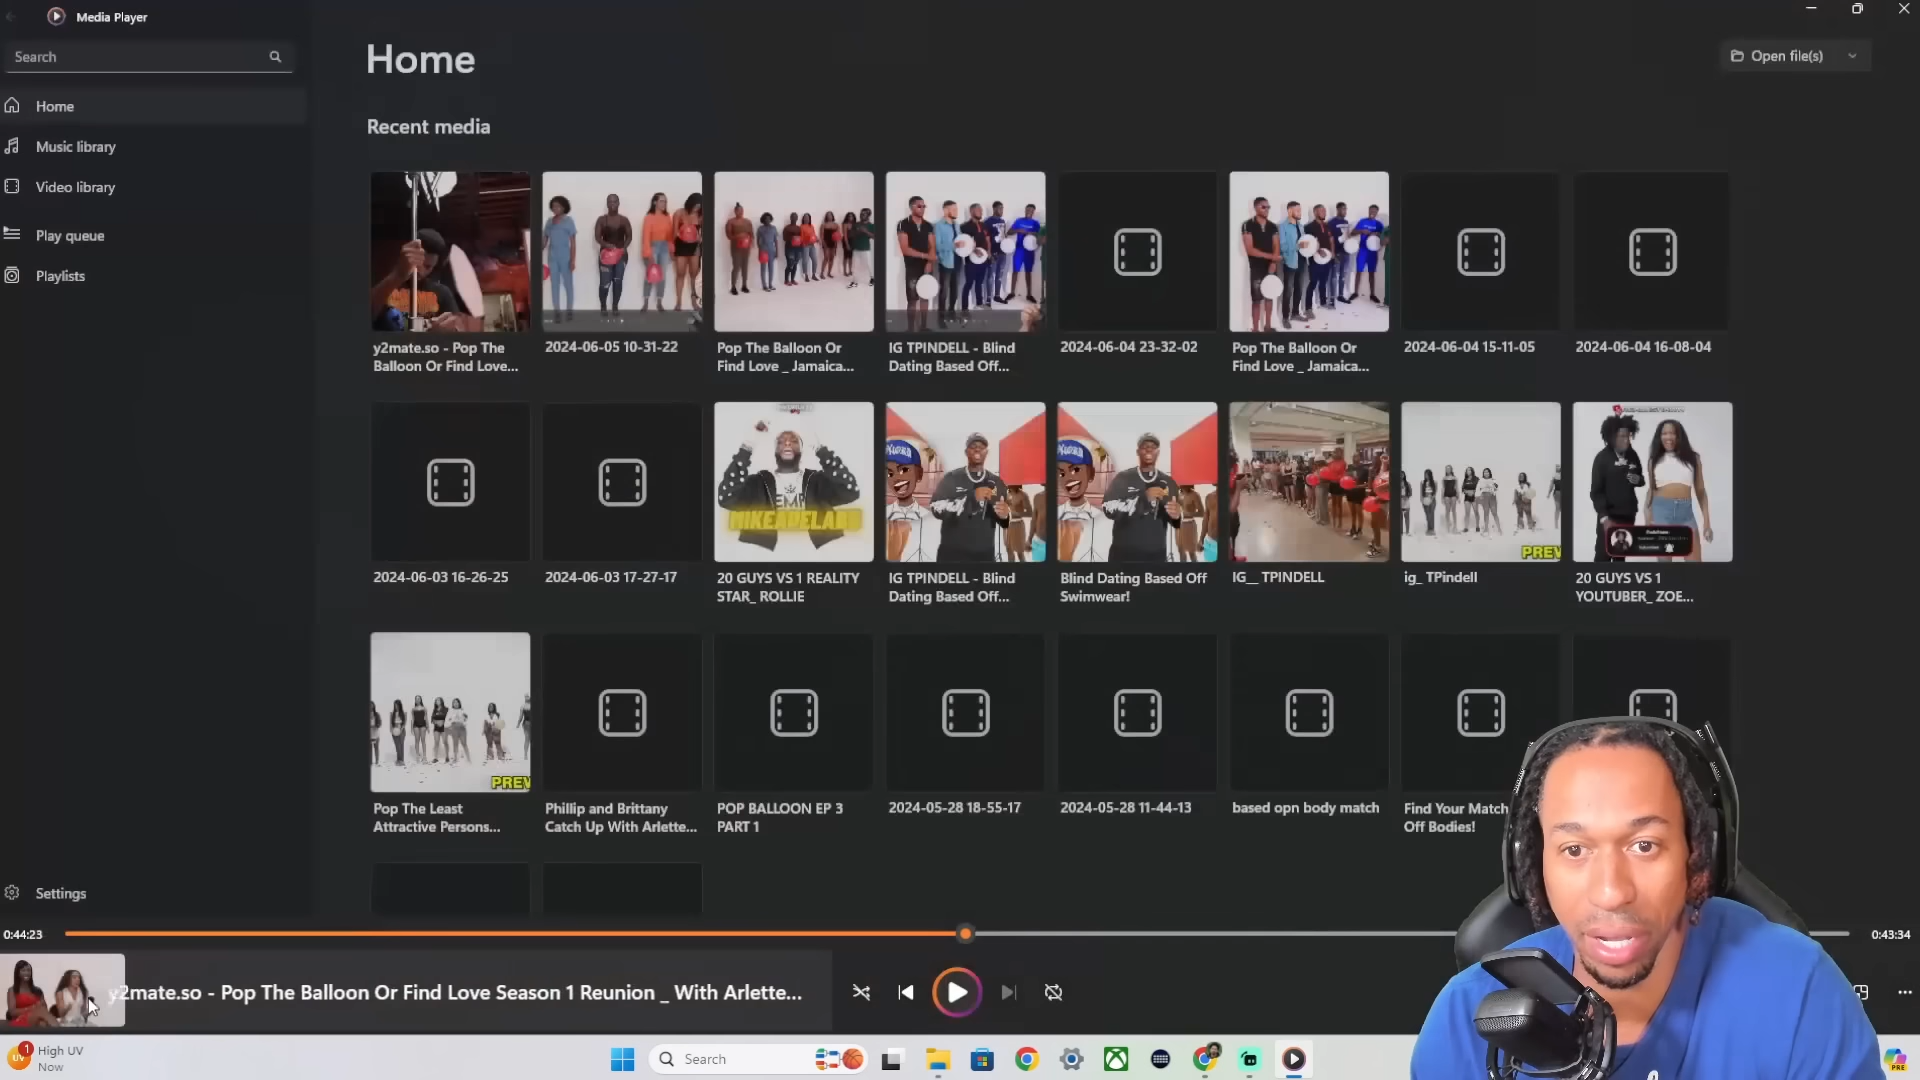 Media Player
Search
Home
Music library
Video library
Play queue
Playlists
Settings
Home
Open file(s)
Recent media
y2mate.so - Pop The
Balloon Or Find Love...
2024-06-05 10-31-22
Pop The Balloon Or
Find Love _ Jamaica...
IG TPINDELL - Blind
Dating Based Off...
2024-06-04 23-32-02
Pop The Balloon Or
Find Love _ Jamaica...
2024-06-04 15-11-05
2024-06-04 16-08-04
MIKEADELABU
PREV
2024-06-03 16-26-25
2024-06-03 17-27-17
20 GUYS VS 1 REALITY
STAR_ ROLLIE
IG TPINDELL - Blind
Dating Based Off...
Blind Dating Based Off
Swimwear!
IG__ TPINDELL
ig_ TPindell
20 GUYS VS 1
YOUTUBER_ ZOE...
PREV
Pop The Least
Attractive Persons...
Phillip and Brittany
Catch Up With Arlette...
POP BALLOON EP 3
PART 1
2024-05-28 18-55-17
2024-05-28 11-44-13
based opn body match
Find Your Match
Off Bodies!
0:44:23
0:43:34
y2mate.so - Pop The Balloon Or Find Love Season 1 Reunion _ With Arlette...
UV
1
High UV
Now
Search
PRE